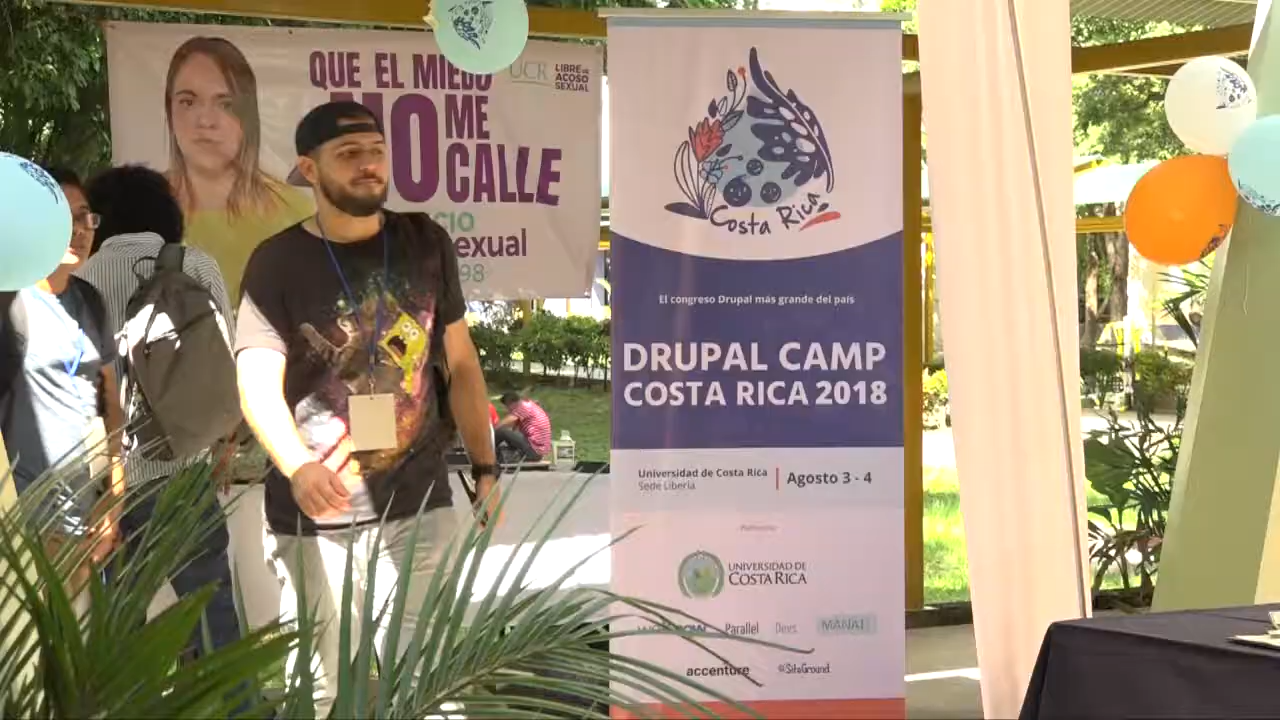 QUE EL MIEDO
NO
ME
CALLE
UCR
LIBRE DE
ACOSO
SEXUAL
98
Costa Rica
El congreso Drupal más grande del país
DRUPAL CAMP
COSTA RICA 2018
Universidad de Costa Rica
Sede Liberia
Agosto 3 - 4
UNIVERSIDAD DE
COSTA RICA
Parallel
Devs
MANATÍ
accenture
SiteGround